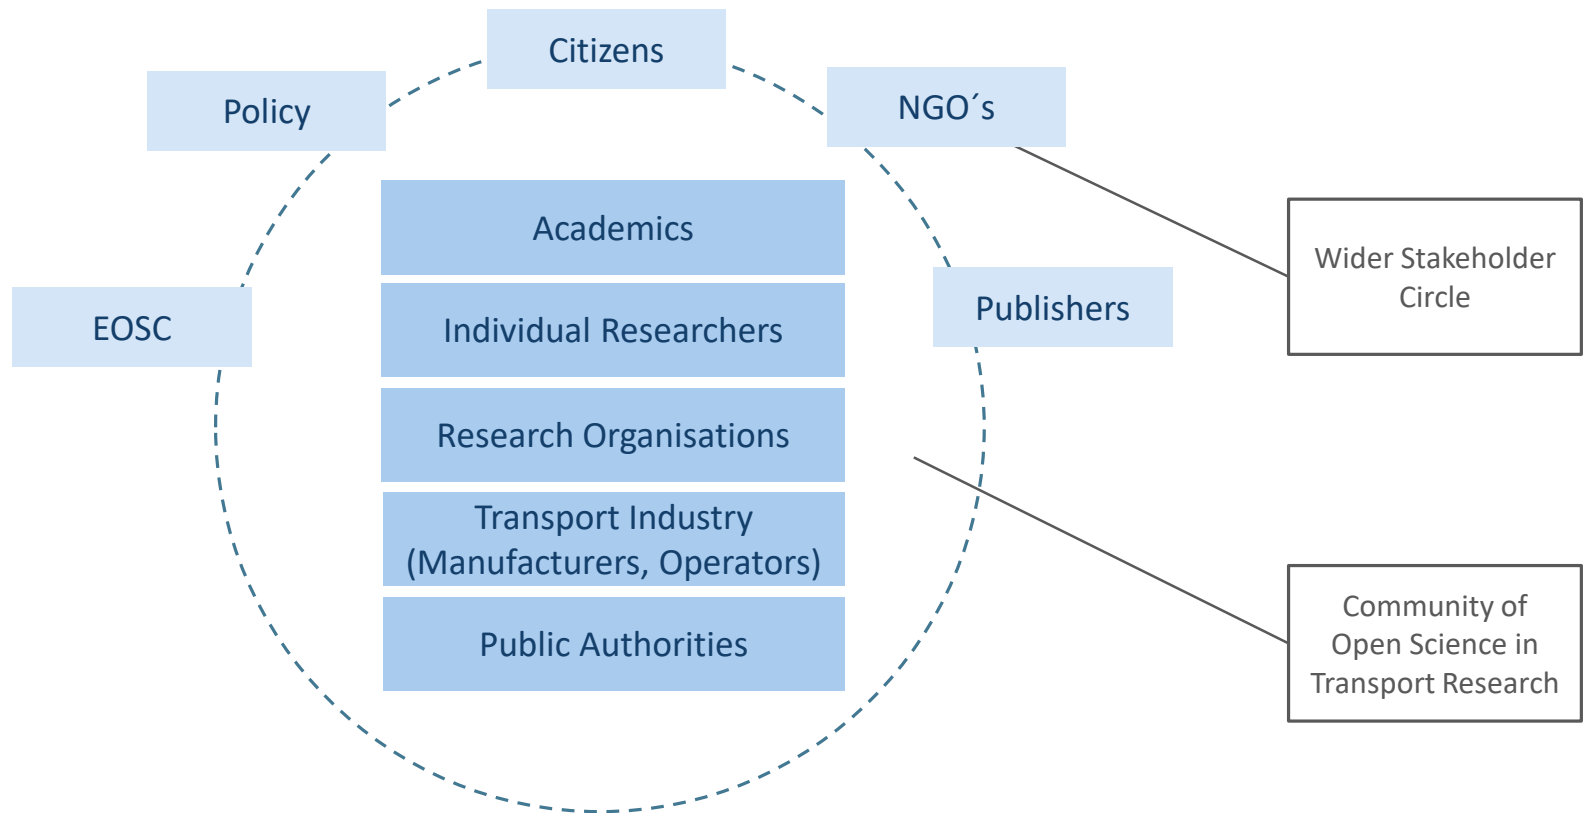 Citizens
Policy
NGO´s
Academics
Wider Stakeholder
Circle
EOSC
Individual Researchers
Publishers
Research Organisations
Transport Industry
(Manufacturers, Operators)
Public Authorities
Community of
Open Science in
Transport Research